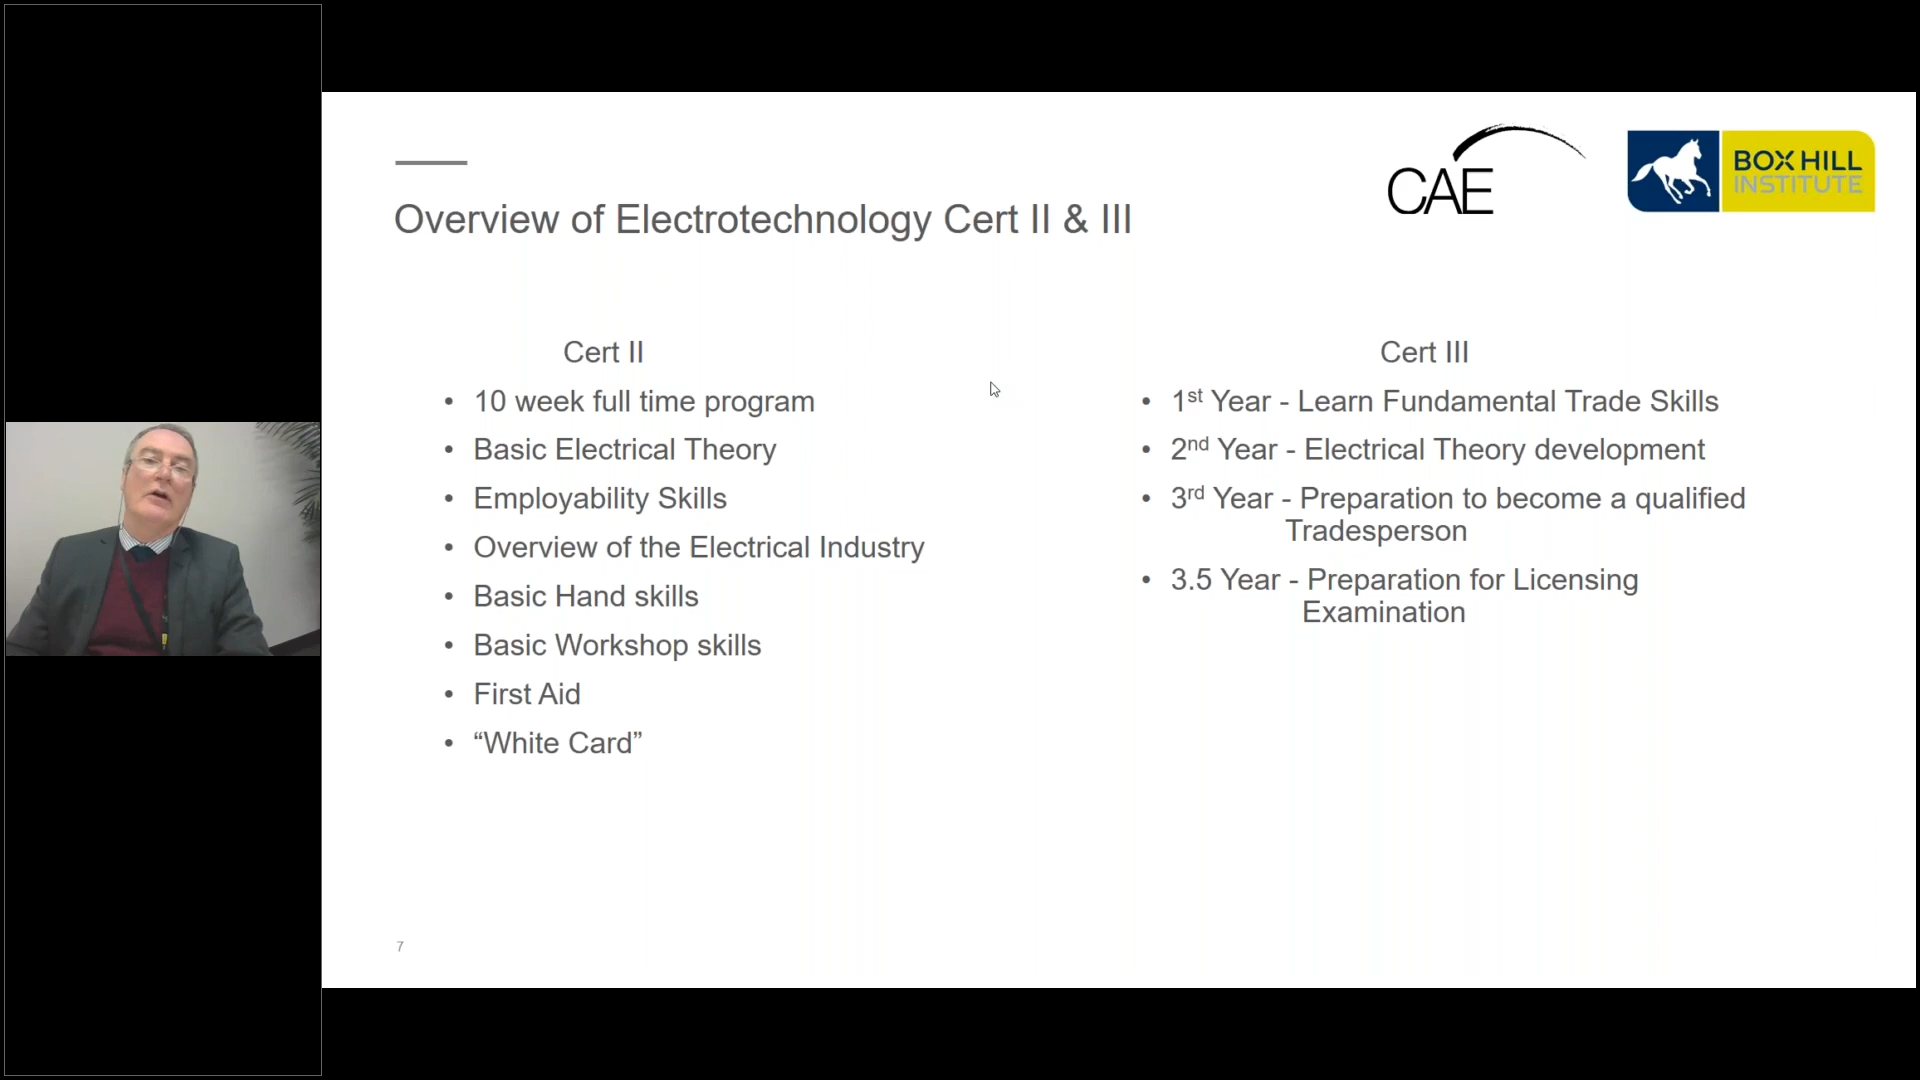 CAE
BOX HILL
INSTITUTE
Overview of Electrotechnology Cert II & III
Cert II
• 10 week full time program
• Basic Electrical Theory
• Employability Skills
• Overview of the Electrical Industry
• Basic Hand skills
• Basic Workshop skills
• First Aid
• “White Card”
Cert III
• 1st Year - Learn Fundamental Trade Skills
• 2nd Year - Electrical Theory development
• 3rd Year - Preparation to become a qualified
Tradesperson
• 3.5 Year - Preparation for Licensing
Examination
7